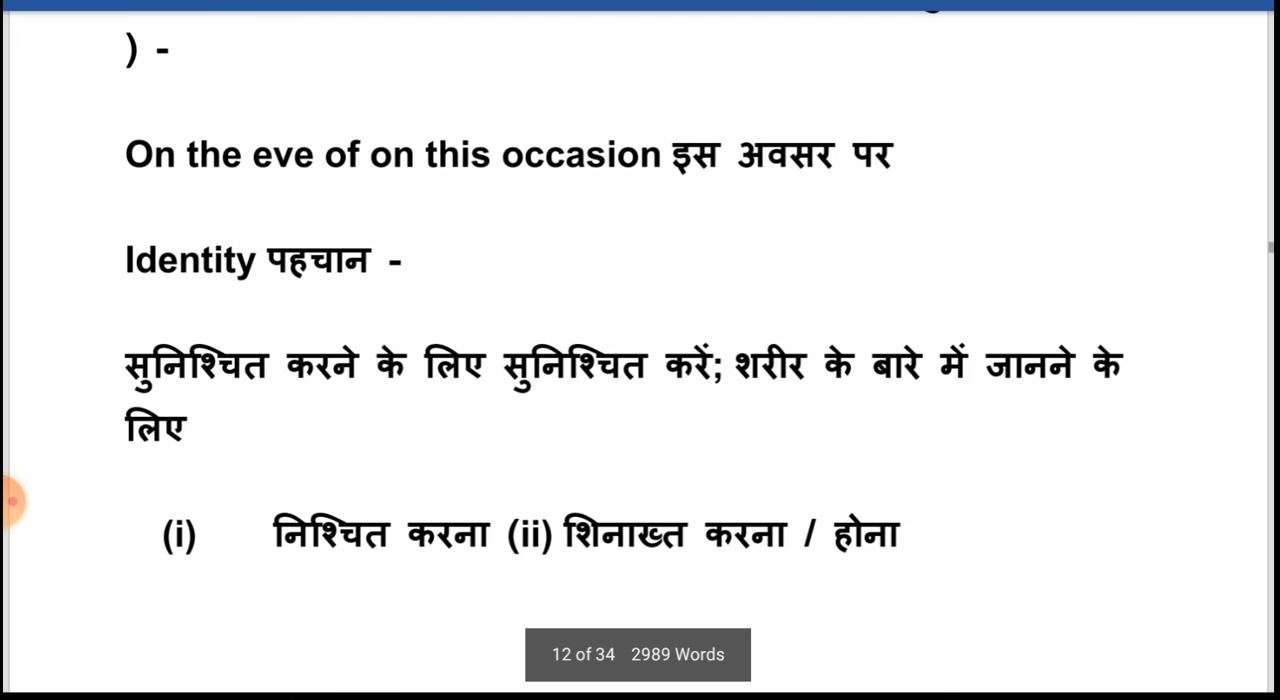 ) -
On the eve of on this occasion इस अवसर पर
Identity पहचान -
सुनिश्चित करने के लिए सुनिश्चित करें; शरीर के बारे में जानने के
लिए
(i) निश्चित करना (ii) शिनाख्त करना / होना
12 of 34 2989 Words